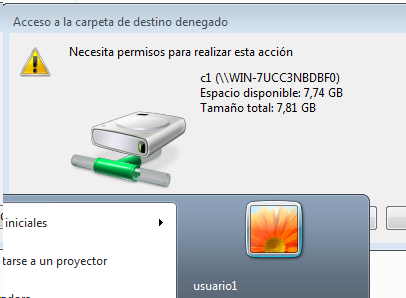 Acceso a la carpeta de destino denegado
Necesita permisos para realizar esta acción
c1 (\\WIN-7UCC3NBDBF0)
Espacio disponible: 7,74 GB
Tamaño total: 7,81 GB
iniciales
tarse a un proyector
usuario1